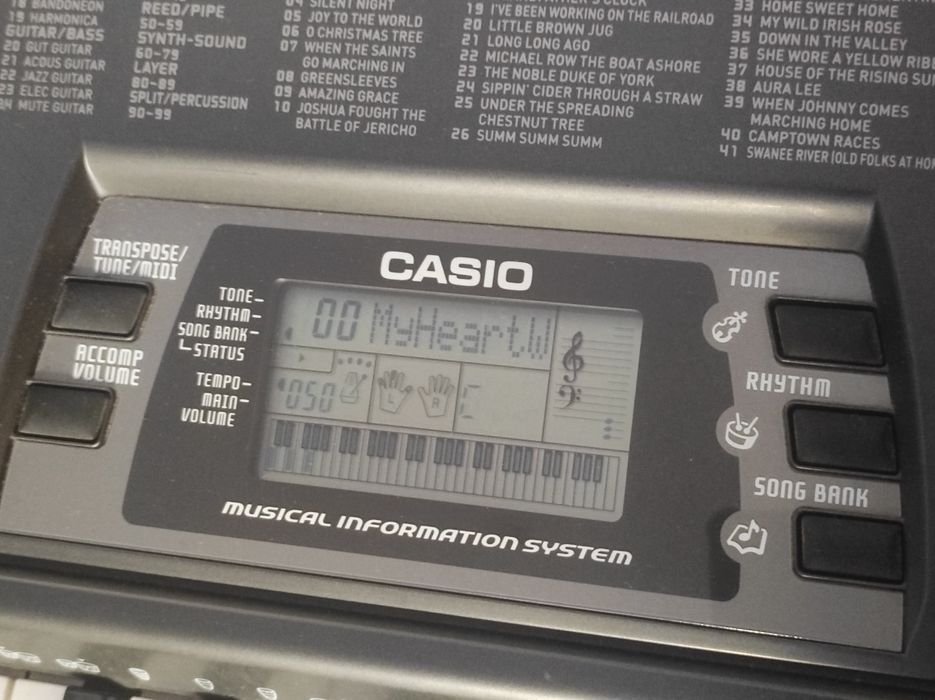 18 BANDONEON
19 HARMONICA
GUITAR/BASS
20 GUT GUITAR
21 ACOUS GUITAR
22 JAZZ GUITAR
23 ELEC GUITAR
MUTE GUITAR
REED/PIPE
50-59
SYNTH-SOUND
60-79
LAYER
80-89
SPLIT/PERCUSSION
90-99
04 SILENT NIGHT
05 JOY TO THE WORLD
06 O CHRISTMAS TREE
07 WHEN THE SAINTS
GO MARCHING IN
08 GREENSLEEVES
09 AMAZING GRACE
10 JOSHUA FOUGHT THE
BATTLE OF JERICHO
CLOCK
19 I'VE BEEN WORKING ON THE RAILROAD
20 LITTLE BROWN JUG
21 LONG LONG AGO
22 MICHAEL ROW THE BOAT ASHORE
23 THE NOBLE DUKE OF YORK
24 SIPPIN' CIDER THROUGH A STRAW
25 UNDER THE SPREADING
CHESTNUT TREE
26 SUMM SUMM SUMM
33 HOME SWEET HOME
34 MY WILD IRISH ROSE
35 DOWN IN THE VALLEY
36 SHE WORE A YELLOW RIBB
37 HOUSE OF THE RISING SU
38 AURA LEE
39 WHEN JOHNNY COMES
MARCHING HOME
40 CAMPTOWN RACES
41 SWANEE RIVER (OLD FOLKS AT HO
TRANSPOSE/
TUNE/MIDI
ACCOMP
VOLUME
CASIO
TONE
RHYTHM
SONG BANK
STATUS
TEMPO
MAIN
VOLUME
00 MyHeart.W
050
L R
C
MUSICAL INFORMATION SYSTEM
TONE
RHYTHM
SONG BANK